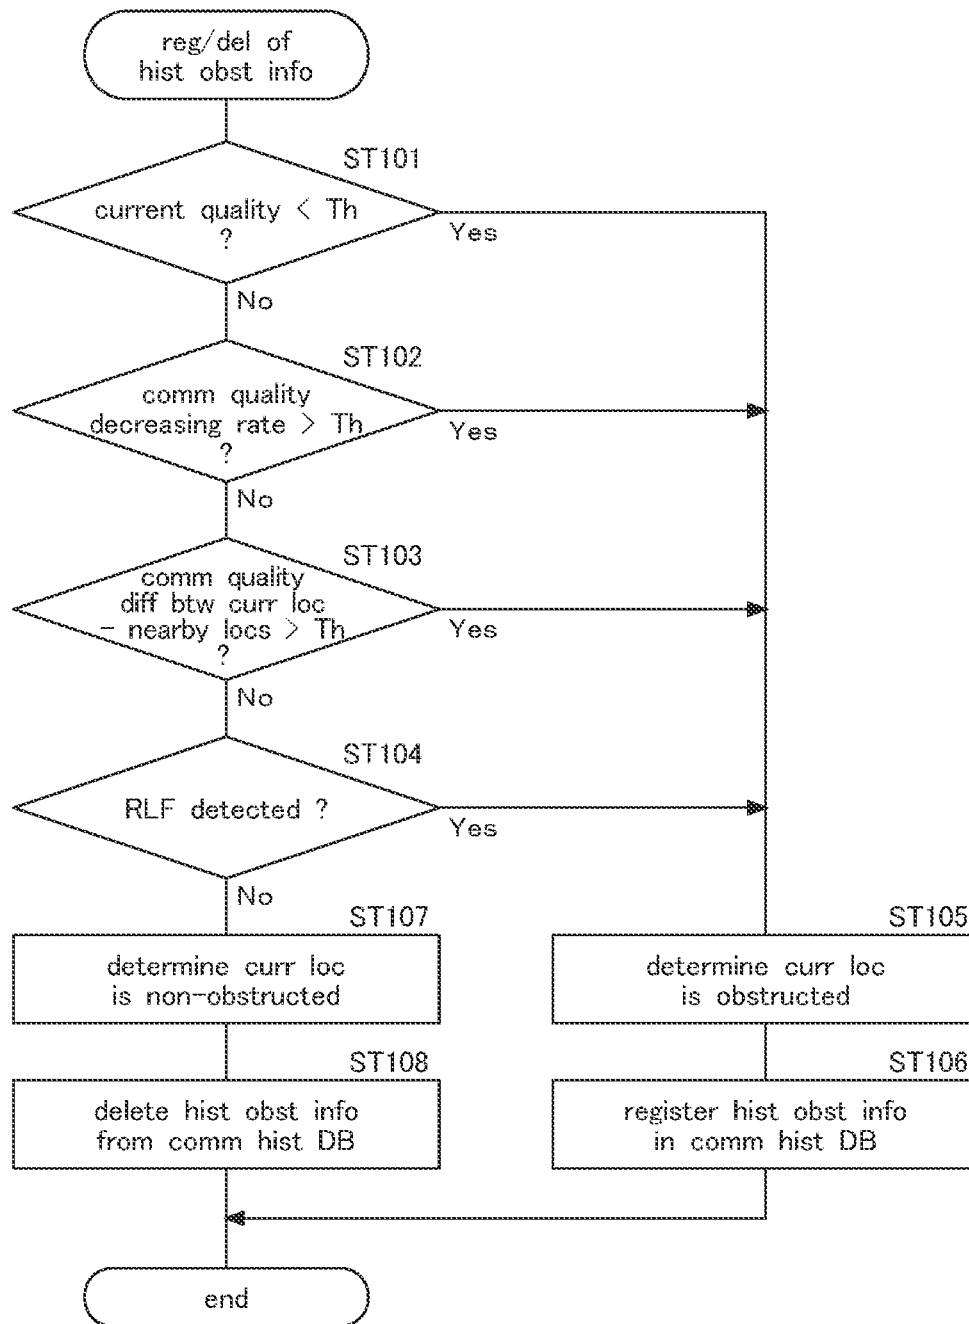 reg/del of
hist obst info
ST101
current quality < Th
?
Yes
No
ST102
comm quality
decreasing rate > Th
?
Yes
No
ST103
comm quality
diff btw curr loc
- nearby locs > Th
?
Yes
No
ST104
RLF detected ?
Yes
No
ST107
determine curr loc
is non-obstructed
ST105
determine curr loc
is obstructed
ST108
delete hist obst info
from comm hist DB
ST106
register hist obst info
in comm hist DB
end